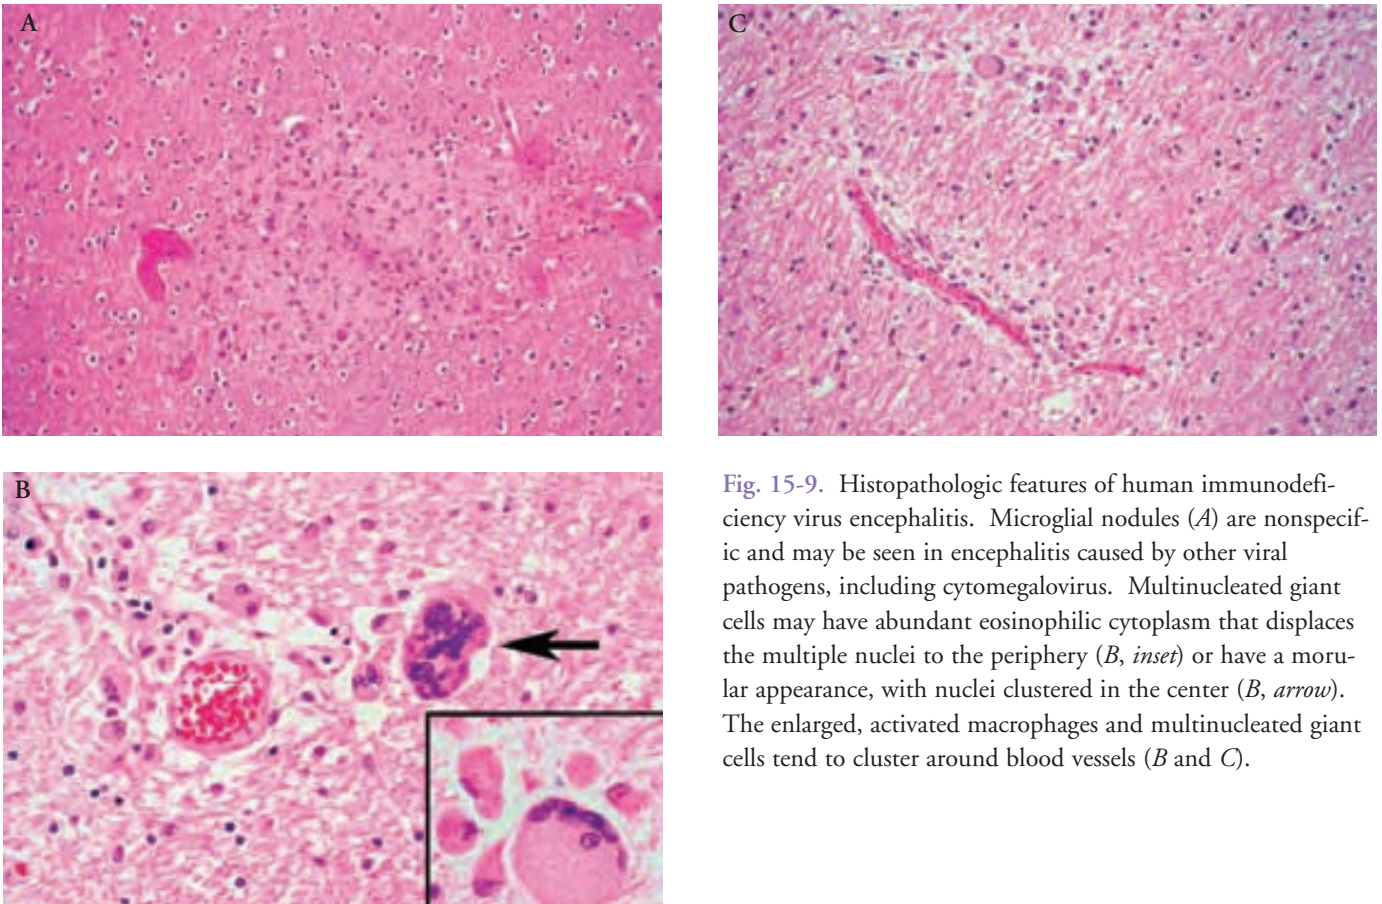 A
C
B
Fig. 15-9. Histopathologic features of human immunodefi-
ciency virus encephalitis. Microglial nodules (A) are nonspecif-
ic and may be seen in encephalitis caused by other viral
pathogens, including cytomegalovirus. Multinucleated giant
cells may have abundant eosinophilic cytoplasm that displaces
the multiple nuclei to the periphery (B, inset) or have a moru-
lar appearance, with nuclei clustered in the center (B, arrow).
The enlarged, activated macrophages and multinucleated giant
cells tend to cluster around blood vessels (B and C).